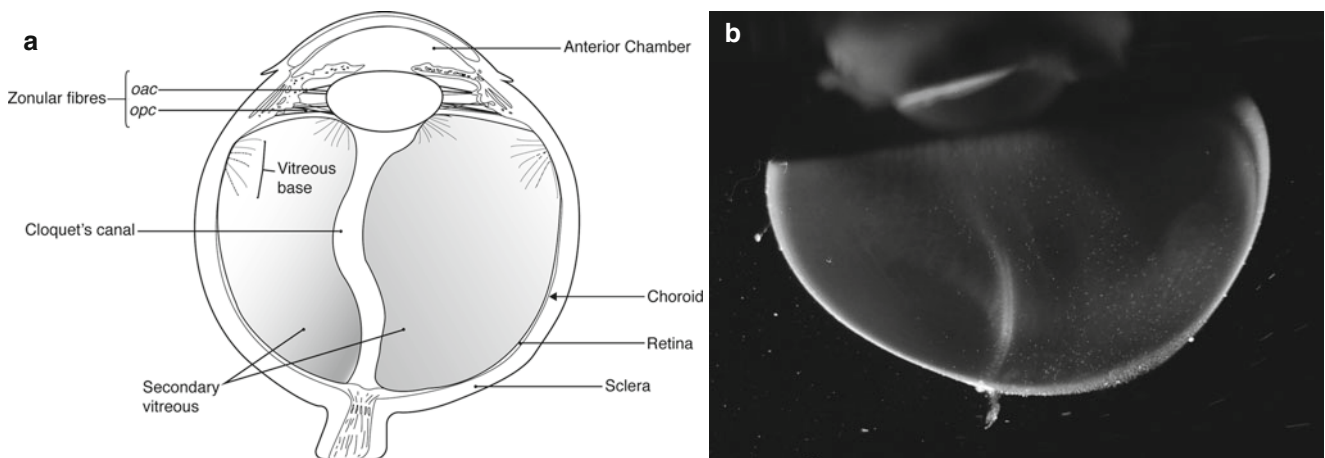 a
Anterior Chamber
Zonular fibres
oac
opc
Vitreous
base
Cloquet's canal
Choroid
Retina
Sclera
Secondary
vitreous
b